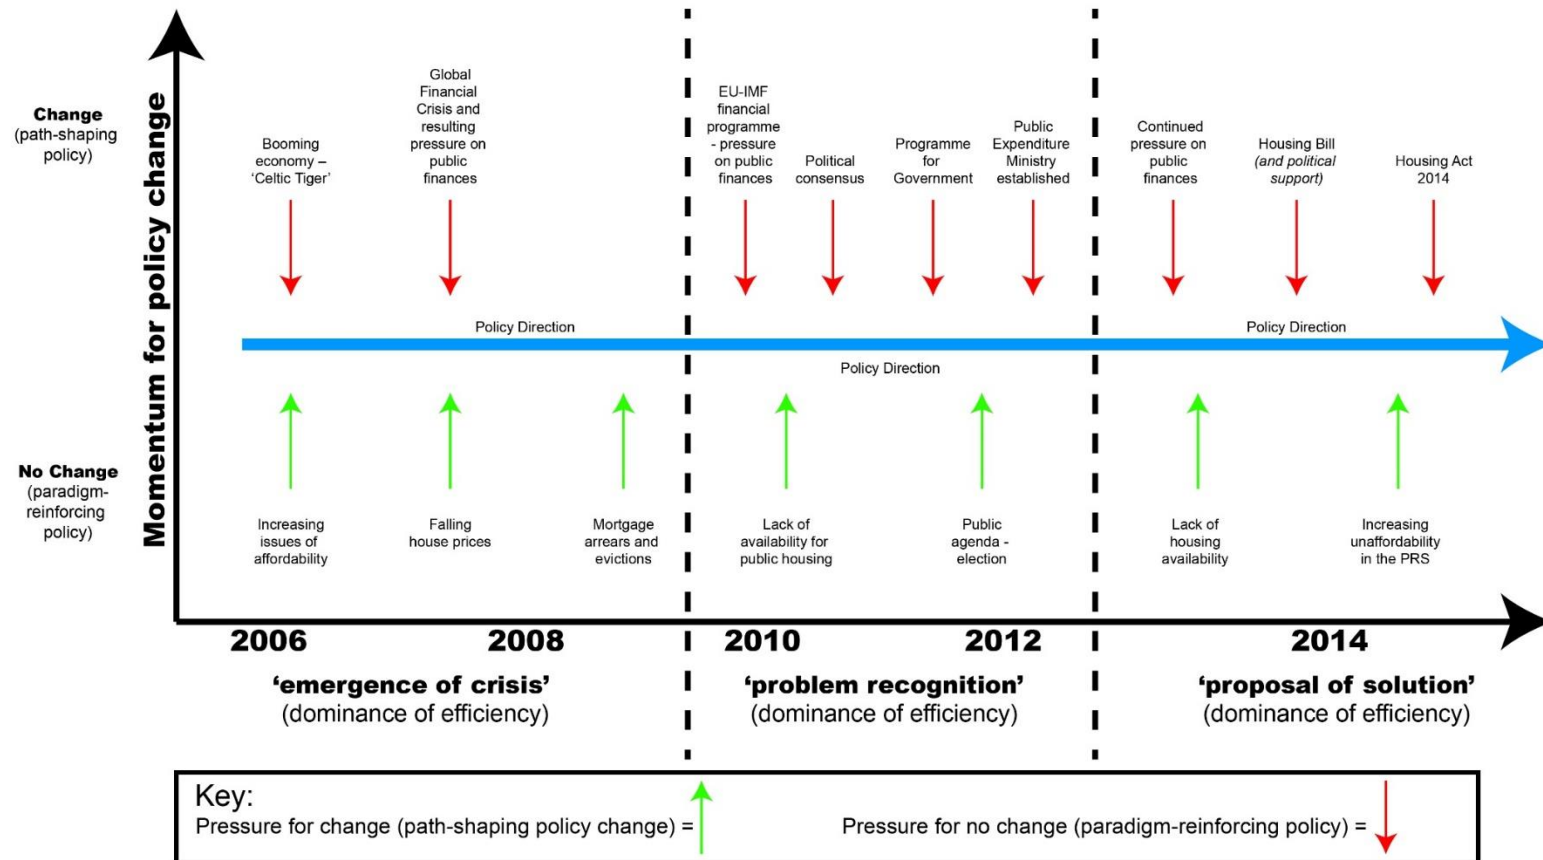 Momentum for policy change
Change
(path-shaping
policy)
No Change
(paradigm-
reinforcing
policy)
Booming
economy –
‘Celtic Tiger’
Global
Financial
Crisis and
resulting
pressure on
public
finances
EU-IMF
financial
programme
- pressure
on public
finances
Political
consensus
Programme
for
Government
Public
Expenditure
Ministry
established
Continued
pressure on
public
finances
Housing Bill
(and political
support)
Housing Act
2014
Policy Direction
Policy Direction
Policy Direction
Increasing
issues of
affordability
Falling
house prices
Mortgage
arrears and
evictions
Lack of
availability for
public housing
Public
agenda -
election
Lack of
housing
availability
Increasing
unaffordability
in the PRS
2006
2008
2010
2012
2014
‘emergence of crisis’
(dominance of efficiency)
‘problem recognition’
(dominance of efficiency)
‘proposal of solution’
(dominance of efficiency)
Key:
Pressure for change (path-shaping policy change) =
Pressure for no change (paradigm-reinforcing policy) =